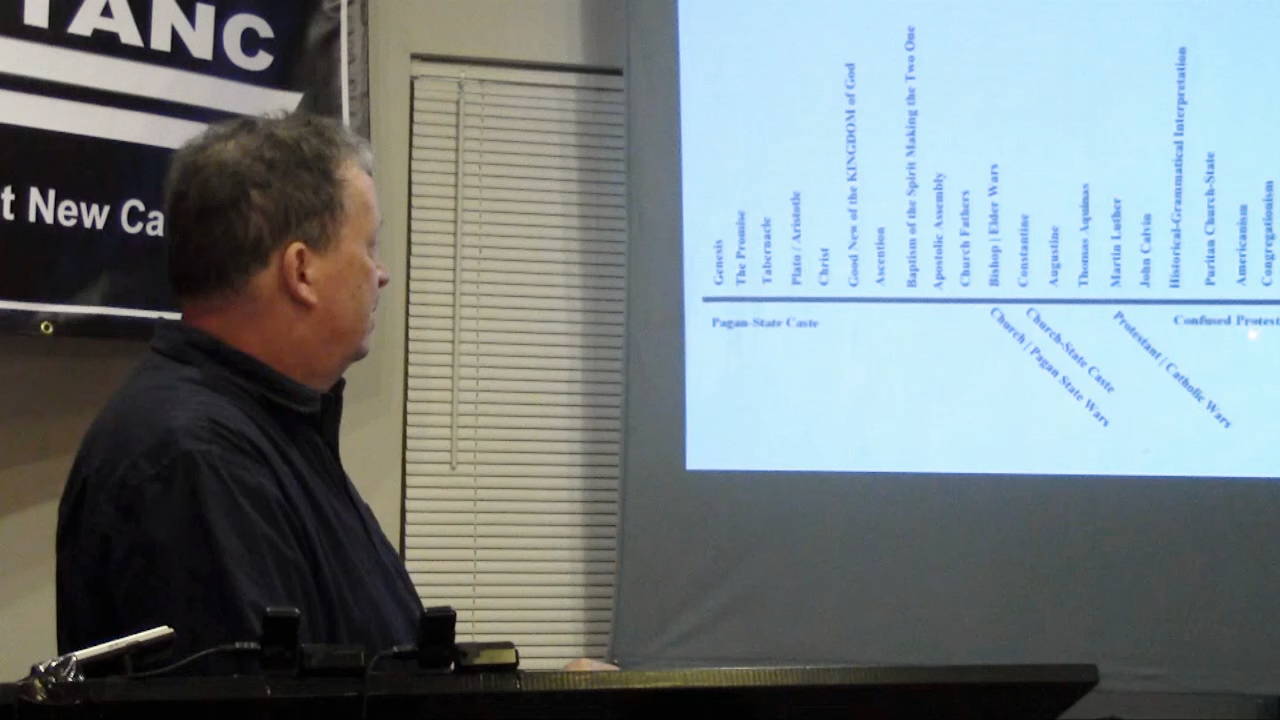 TANC
t New Ca
Genesis
The Promise
Tabernacle
Plato / Aristotle
Christ
Good New of the KINGDOM of God
Ascention
Baptism of the Spirit Making the Two One
Apostolic Assembly
Church Fathers
Bishop | Elder Wars
Constantine
Augustine
Thomas Aquinas
Martin Luther
John Calvin
Historical-Grammatical Interpretation
Puritan Church-State
Americanism
Congregationism
Pagan-State Caste
Church | Pagan State Wars
Church-State Caste
Protestant | Catholic Wars
Confused Protest